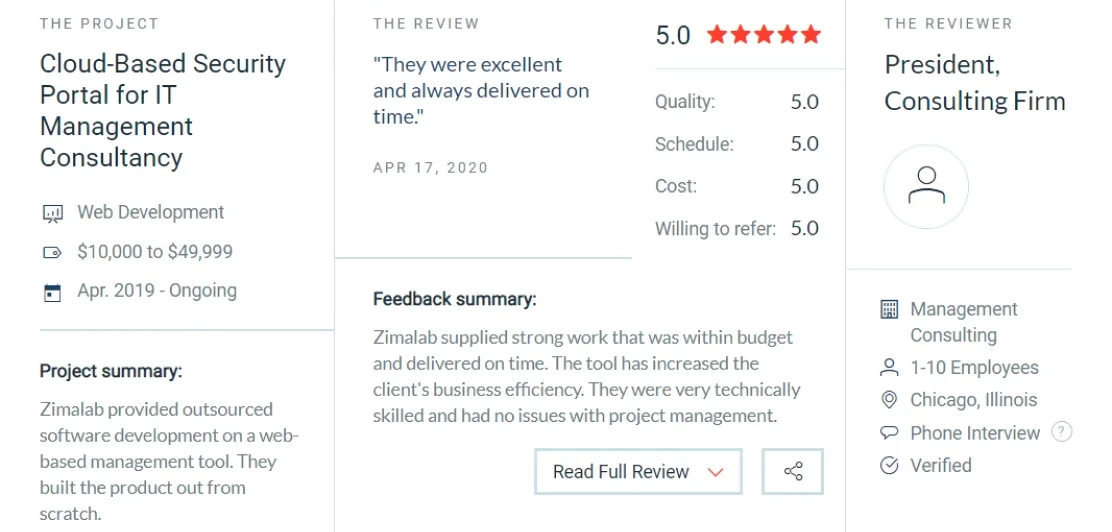 THE PROJECT
Cloud-Based Security
Portal for IT
Management
Consultancy
Web Development
$10,000 to $49,999
Apr. 2019 - Ongoing
Project summary:
Zimalab provided outsourced
software development on a web-
based management tool. They
built the product out from
scratch.
THE REVIEW
"They were excellent
and always delivered on
time."
APR 17, 2020
5.0
Quality: 5.0
Schedule: 5.0
Cost: 5.0
Willing to refer: 5.0
Feedback summary:
Zimalab supplied strong work that was within budget
and delivered on time. The tool has increased the
client's business efficiency. They were very technically
skilled and had no issues with project management.
Read Full Review
THE REVIEWER
President,
Consulting Firm
Management
Consulting
1-10 Employees
Chicago, Illinois
Phone Interview ?
Verified